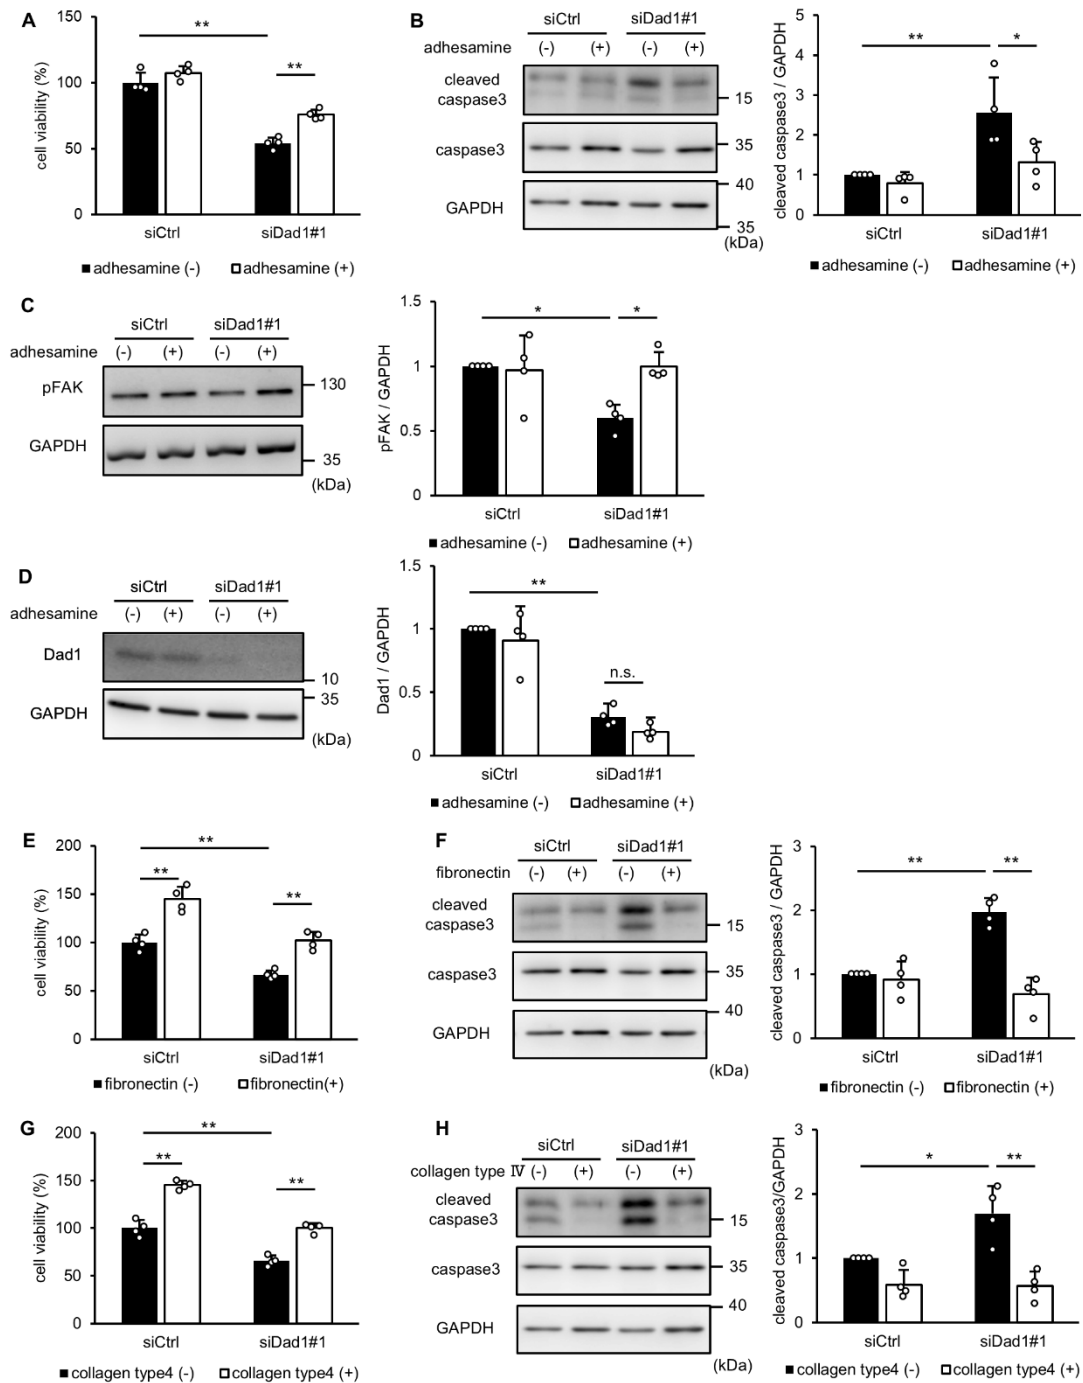 A
cell viability (%)
150
100
50
0
**
**
siCtrl
siDad1#1
■ adhesamine (-) □ adhesamine (+)
B
siCtrl siDad1#1
adhesamine (-) (+) (-) (+)
cleaved
caspase3
15
caspase3
35
GAPDH
40
35
(kDa)
cleaved caspase3 / GAPDH
5
4
3
2
1
0
**
*
siCtrl
siDad1#1
■ adhesamine (-) □ adhesamine (+)
C
siCtrl siDad1#1
adhesamine (-) (+) (-) (+)
pFAK
130
GAPDH
35
(kDa)
pFAK / GAPDH
1.5
1
0.5
0
*
*
siCtrl
siDad1#1
■ adhesamine (-) □ adhesamine (+)
D
siCtrl siDad1#1
adhesamine (-) (+) (-) (+)
Dad1
10
GAPDH
35
(kDa)
Dad1 / GAPDH
1.5
1
0.5
0
**
n.s.
siCtrl
siDad1#1
■ adhesamine (-) □ adhesamine (+)
E
cell viability (%)
200
150
100
50
0
**
**
**
siCtrl
siDad1#1
■ fibronectin (-) □ fibronectin(+)
F
siCtrl siDad1#1
fibronectin (-) (+) (-) (+)
cleaved
caspase3
15
caspase3
35
GAPDH
40
(kDa)
cleaved caspase3 / GAPDH
3
2
1
0
**
**
siCtrl
siDad1#1
■ fibronectin (-) □ fibronectin (+)
G
cell viability (%)
200
150
100
50
0
**
**
**
siCtrl
siDad1#1
■ collagen type4 (-) □ collagen type4 (+)
H
siCtrl siDad1#1
collagen type Ⅳ (-) (+) (-) (+)
cleaved
caspase3
15
caspase3
35
GAPDH
40
(kDa)
cleaved caspase3/GAPDH
3
2
1
0
*
**
siCtrl
siDad1#1
■ collagen type4 (-) □ collagen type4 (+)